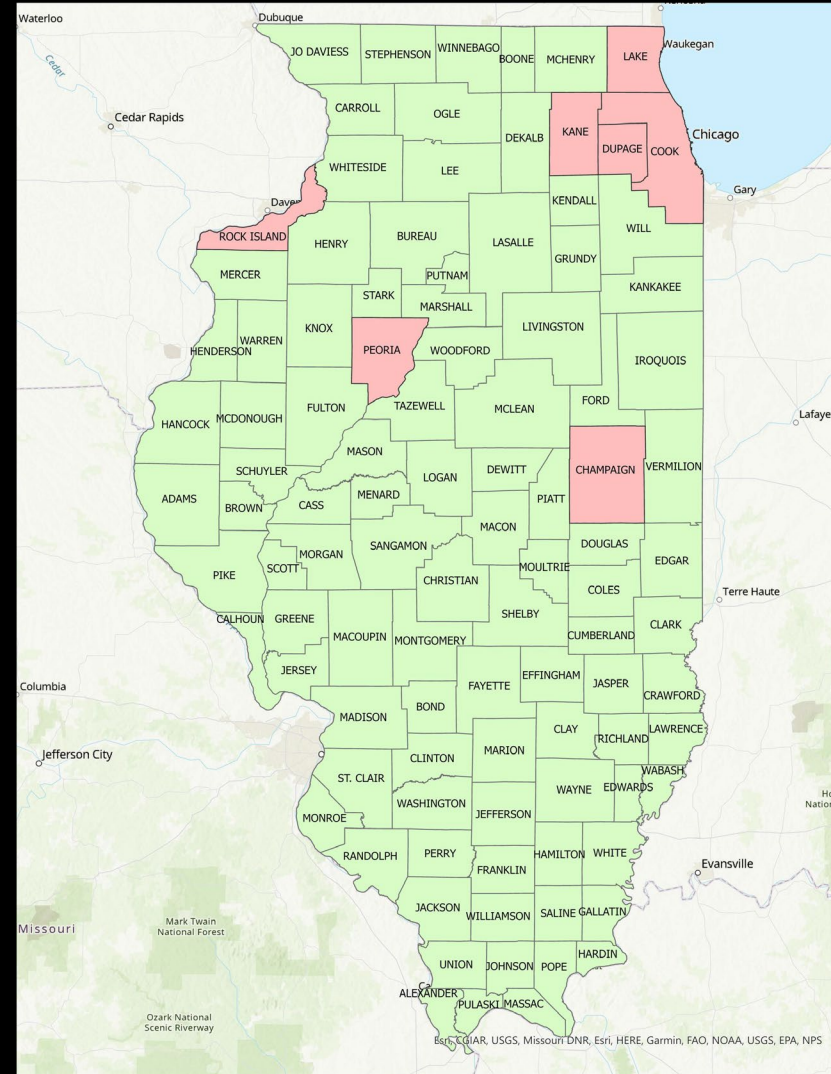 Waterloo
Dubuque
JO DAVIESS
STEPHENSON
WINNEBAGO
BOONE
MCHENRY
LAKE
Waukegan
Cedar
Cedar Rapids
CARROLL
OGLE
DEKALB
KANE
DUPAGE
COOK
Chicago
WHITESIDE
LEE
Gary
KENDALL
Daver
ROCK ISLAND
HENRY
BUREAU
LASALLE
WILL
GRUNDY
MERCER
PUTNAM
KANKAKEE
STARK
MARSHALL
HENDERSON
WARREN
KNOX
PEORIA
WOODFORD
LIVINGSTON
IROQUOIS
FORD
HANCOCK
MCDONOUGH
FULTON
TAZEWELL
MCLEAN
Lafaye
MASON
SCHUYLER
LOGAN
DEWITT
CHAMPAIGN
VERMILION
ADAMS
BROWN
CASS
MENARD
PIATT
MACON
SANGAMON
MORGAN
SCOTT
DOUGLAS
EDGAR
PIKE
CHRISTIAN
MOULTRIE
COLES
Terre Haute
CALHOUN
GREENE
MACOUPIN
MONTGOMERY
SHELBY
CUMBERLAND
CLARK
JERSEY
FAYETTE
EFFINGHAM
JASPER
CRAWFORD
Columbia
MADISON
BOND
CLAY
RICHLAND
LAWRENCE
Jefferson City
CLINTON
MARION
ST. CLAIR
WABASH
WAYNE
EDWARDS
Ho
Nation
MONROE
WASHINGTON
JEFFERSON
RANDOLPH
PERRY
HAMILTON
WHITE
Evansville
FRANKLIN
JACKSON
WILLIAMSON
SALINE
GALLATIN
Missouri
Mark Twain
National Forest
UNION
JOHNSON
POPE
HARDIN
Ca
ALEXANDER
PULASKI
MASSAC
Ozark National
Scenic Riverway
Esri, CGIAR, USGS, Missouri DNR, Esri, HERE, Garmin, FAO, NOAA, USGS, EPA, NPS